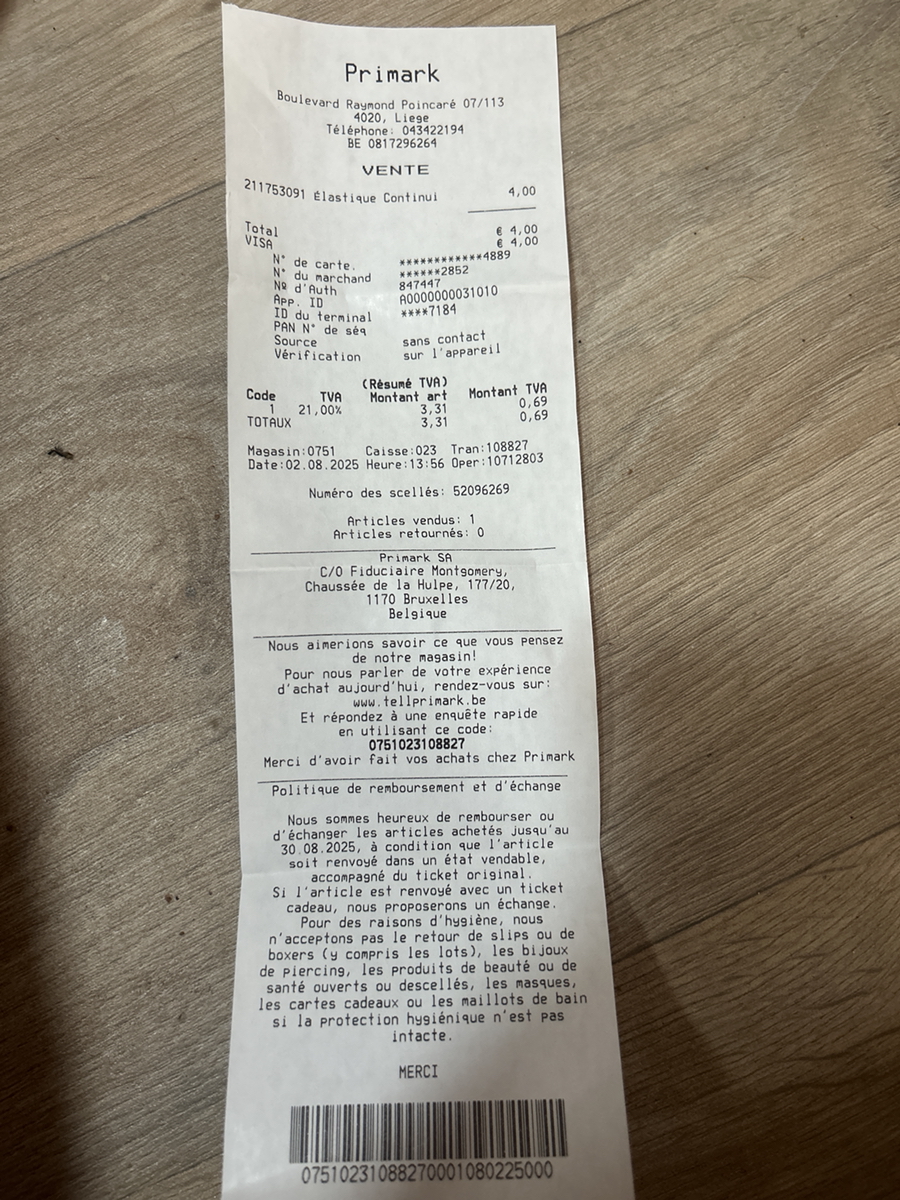 Primark
Boulevard Raymond Poincaré 07/113
4020, Liege
Téléphone: 043422194
BE 0817296264
VENTE
211753091 Élastique Continui 4,00
Total € 4,00
VISA € 4,00
N° de carte. ************4889
N° du marchand ******2852
Nº d'Auth 847447
App. ID A0000000031010
ID du terminal ****7184
PAN N° de séq
Source sans contact
Vérification sur l'appareil
(Résumé TVA)
Code TVA Montant art Montant TVA
1 21,00% 3,31 0,69
TOTAUX 3,31 0,69
Magasin:0751 Caisse:023 Tran:108827
Date:02.08.2025 Heure:13:56 Oper:10712803
Numéro des scellés: 52096269
Articles vendus: 1
Articles retournés: 0
Primark SA
C/O Fiduciaire Montgomery,
Chaussée de la Hulpe, 177/20,
1170 Bruxelles
Belgique
Nous aimerions savoir ce que vous pensez
de notre magasin!
Pour nous parler de votre expérience
d'achat aujourd'hui, rendez-vous sur:
www.tellprimark.be
Et répondez à une enquête rapide
en utilisant ce code:
0751023108827
Merci d'avoir fait vos achats chez Primark
Politique de remboursement et d'échange
Nous sommes heureux de rembourser ou
d'échanger les articles achetés jusqu'au
30.08.2025, à condition que l'article
soit renvoyé dans un état vendable,
accompagné du ticket original.
Si l'article est renvoyé avec un ticket
cadeau, nous proposerons un échange.
Pour des raisons d'hygiène, nous
n'acceptons pas le retour de slips ou de
boxers (y compris les lots), les bijoux
de piercing, les produits de beauté ou de
santé ouverts ou descellés, les masques,
les cartes cadeaux ou les maillots de bain
si la protection hygiénique n'est pas
intacte.
MERCI
07510231088270001080225000